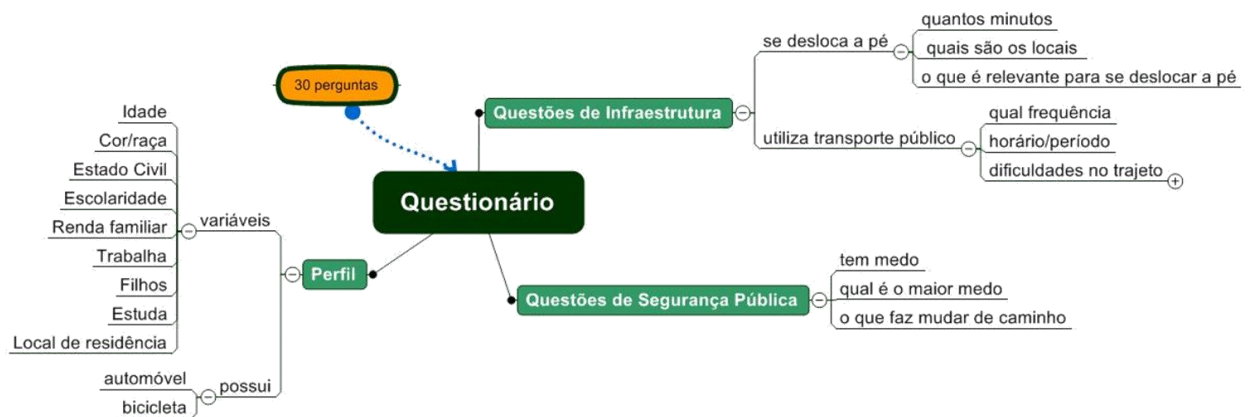 30 perguntas
Questionário
Questões de Infraestrutura
se desloca a pé
quantos minutos
quais são os locais
o que é relevante para se deslocar a pé
utiliza transporte público
qual frequência
horário/período
dificuldades no trajeto
Perfil
variáveis
Idade
Cor/raça
Estado Civil
Escolaridade
Renda familiar
Trabalha
Filhos
Estuda
Local de residência
possui
automóvel
bicicleta
Questões de Segurança Pública
tem medo
qual é o maior medo
o que faz mudar de caminho